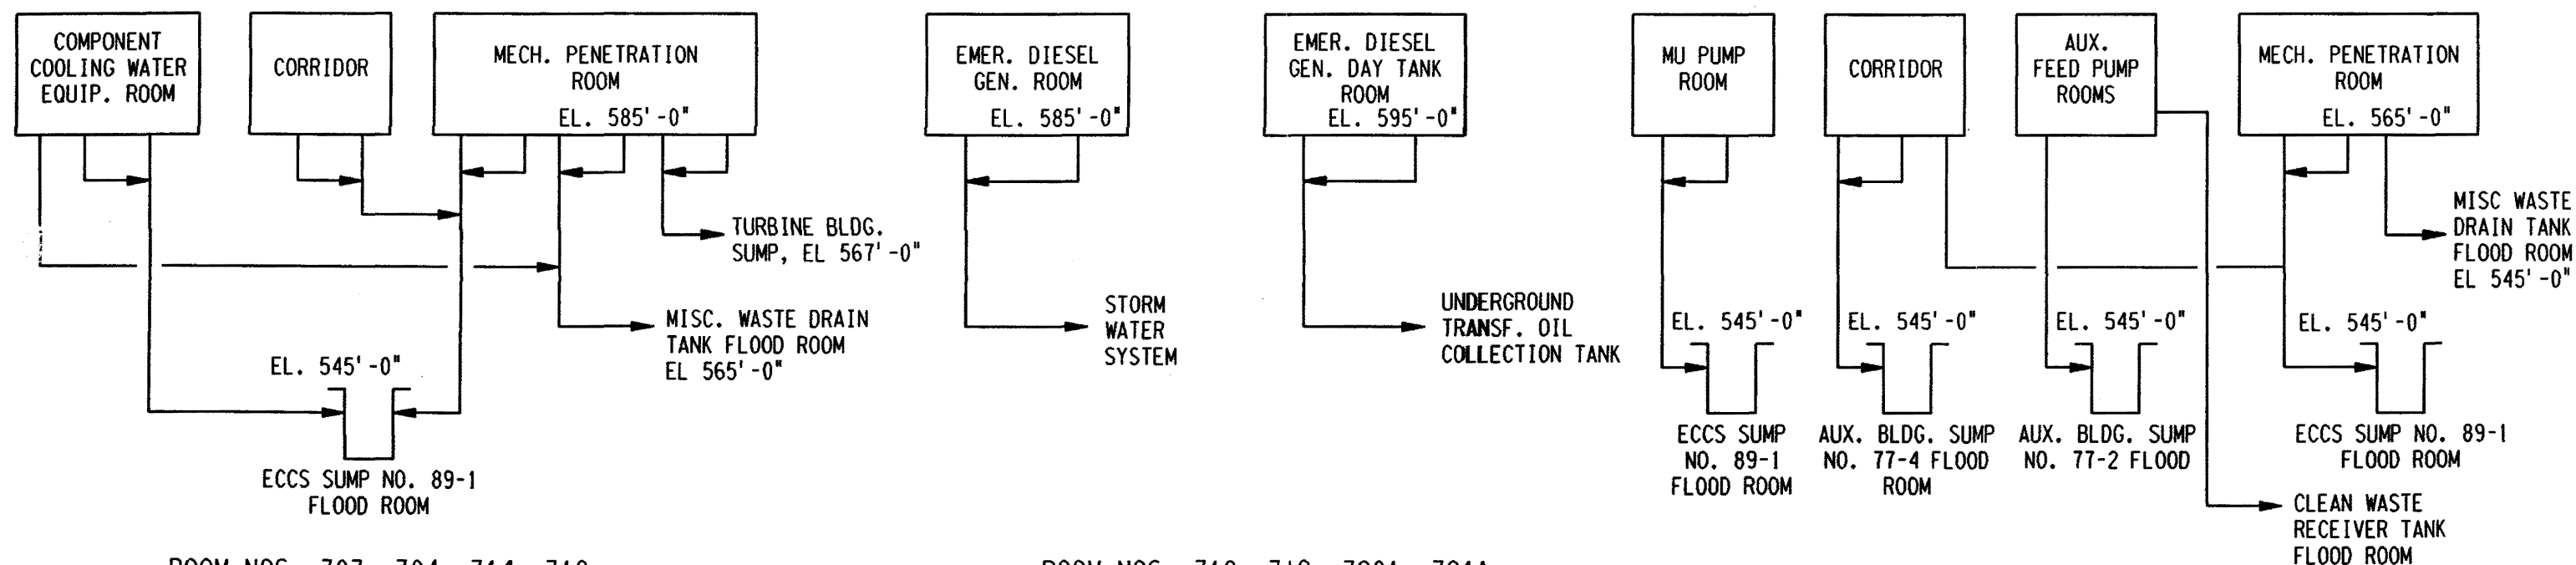 COMPONENT
COOLING WATER
EQUIP. ROOM
CORRIDOR
MECH. PENETRATION
ROOM
EL. 585'-0"
EMER. DIESEL
GEN. ROOM
EL. 585'-0"
EMER. DIESEL
GEN. DAY TANK
ROOM
EL. 595'-0"
MU PUMP
ROOM
CORRIDOR
AUX.
FEED PUMP
ROOMS
MECH. PENETRATION
ROOM
EL. 565'-0"
TURBINE BLDG.
SUMP, EL 567'-0"
MISC. WASTE DRAIN
TANK FLOOD ROOM
EL 565'-0"
EL. 545'-0"
ECCS SUMP NO. 89-1
FLOOD ROOM
STORM
WATER
SYSTEM
UNDERGROUND
TRANSF. OIL
COLLECTION TANK
EL. 545'-0"
ECCS SUMP
NO. 89-1
FLOOD ROOM
EL. 545'-0"
AUX. BLDG. SUMP
NO. 77-4 FLOOD
ROOM
EL. 545'-0"
AUX. BLDG. SUMP
NO. 77-2 FLOOD
MISC WASTE
DRAIN TANK
FLOOD ROOM
EL 545'-0"
EL. 545'-0"
ECCS SUMP NO. 89-1
FLOOD ROOM
CLEAN WASTE
RECEIVER TANK
FLOOD ROOM
ROOM NOS.
ROOM NOS.